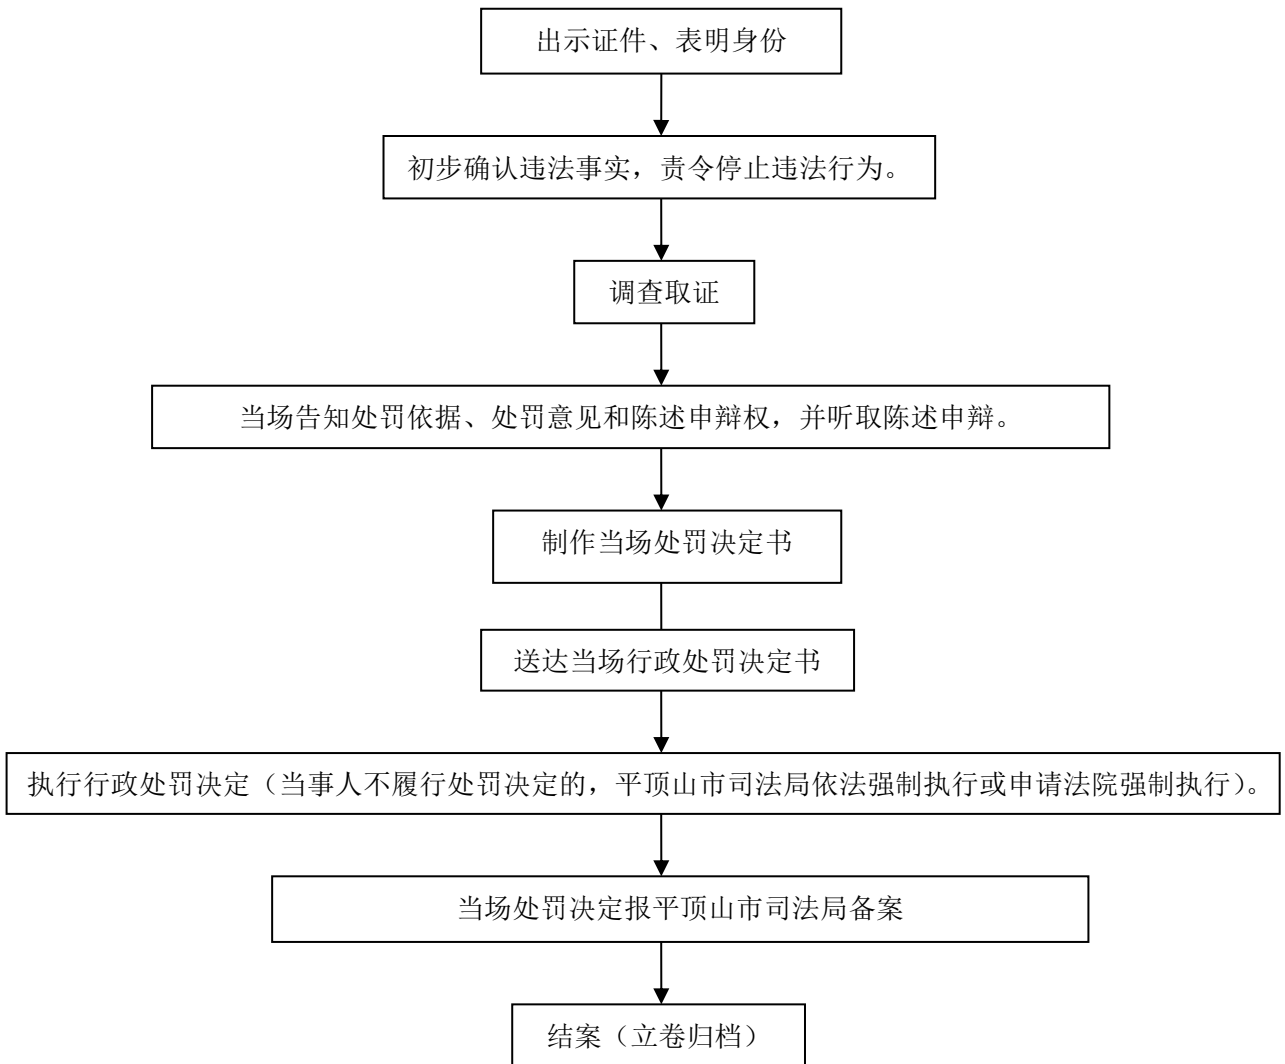 出示证件、表明身份
初步确认违法事实，责令停止违法行为。
调查取证
当场告知处罚依据、处罚意见和陈述申辩权，并听取陈述申辩。
制作当场处罚决定书
送达当场行政处罚决定书
执行行政处罚决定（当事人不履行处罚决定的，平顶山市司法局依法强制执行或申请法院强制执行）。
当场处罚决定报平顶山市司法局备案
结案（立卷归档）